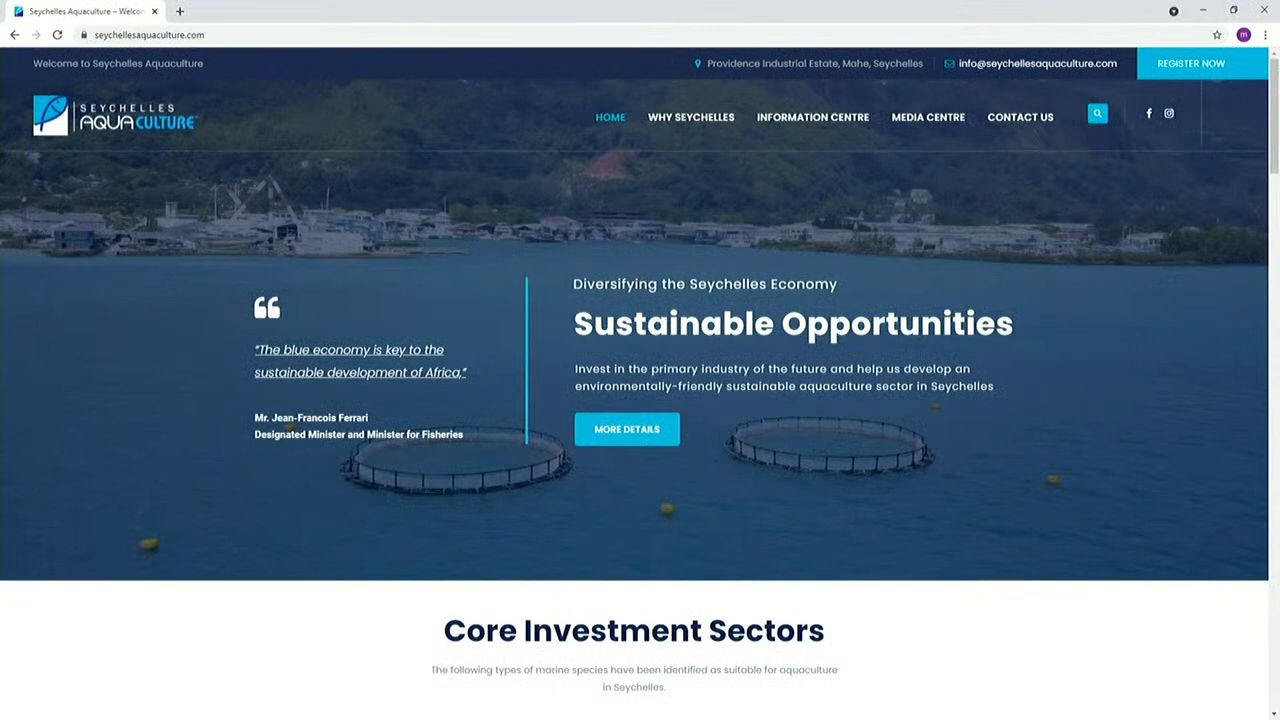 Seychelles Aquaculture – Welco
seychellesaquaculture.com
m
Welcome to Seychelles Aquaculture
Providence Industrial Estate, Mahe, Seychelles
info@seychellesaquaculture.com
REGISTER NOW
SEYCHELLES
AQUACULTURE
HOME
WHY SEYCHELLES
INFORMATION CENTRE
MEDIA CENTRE
CONTACT US
Diversifying the Seychelles Economy
Sustainable Opportunities
“The blue economy is key to the
sustainable development of Africa,”
Mr. Jean-Francois Ferrari
Designated Minister and Minister for Fisheries
Invest in the primary industry of the future and help us develop an
environmentally-friendly sustainable aquaculture sector in Seychelles
MORE DETAILS
Core Investment Sectors
The following types of marine species have been identified as suitable for aquaculture
in Seychelles.